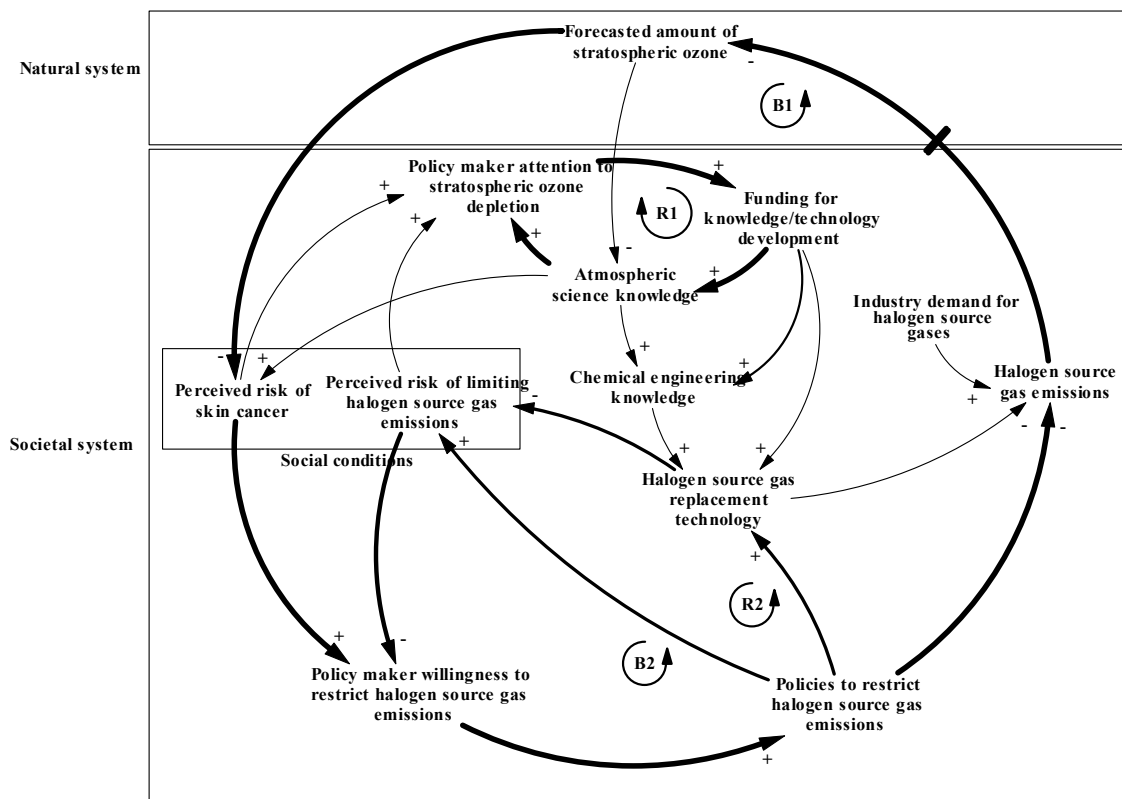 Natural system
Forecasted amount of
stratospheric ozone
-
B1
Policy maker attention to
stratospheric ozone
depletion
+
+
+
+
R1
Funding for
knowledge/technology
development
-
+
Atmospheric
science knowledge
Industry demand for
halogen source
gases
+
-
+
Perceived risk of
skin cancer
Perceived risk of limiting
halogen source gas
emissions
-
+
+
Chemical engineering
knowledge
Halogen source
gas emissions
+
-
-
Societal system
Social conditions
+
+
+
Halogen source gas
replacement
technology
+
R2
+
-
B2
Policy maker willingness to
restrict halogen source gas
emissions
Policies to restrict
halogen source gas
emissions
+